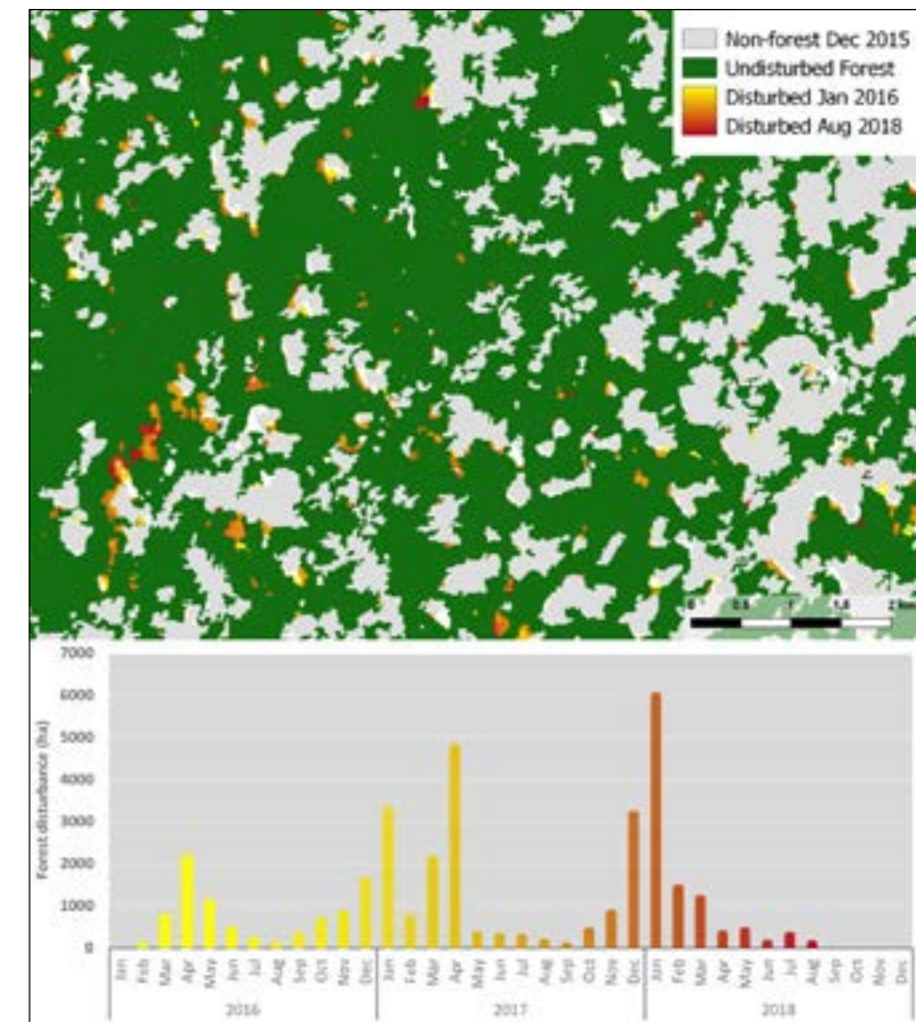 Non-forest Dec 2015
Undisturbed Forest
Disturbed Jan 2016
Disturbed Aug 2018
0 0.5 1 1.5 2 km
7000
6000
5000
4000
3000
2000
1000
0
Forest disturbance (ha)
Jan Feb Mar Apr May Jun Jul Aug Sep Oct Nov Dec Jan Feb Mar Apr May Jun Jul Aug Sep Oct Nov Dec Jan Feb Mar Apr May Jun Jul Aug Sep Oct Nov Dec
2016 2017 2018